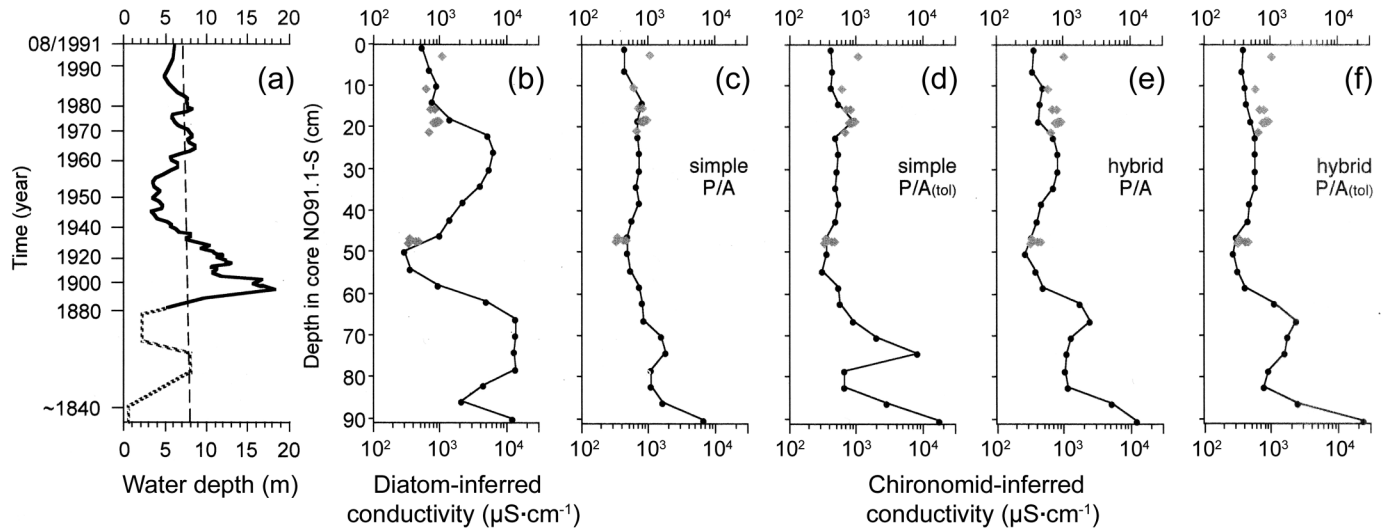 0 5 10 15 20
10² 10³ 10⁴
10² 10³ 10⁴
10² 10³ 10⁴
10² 10³ 10⁴
10² 10³ 10⁴
(a)
(b)
(c)
(d)
(e)
(f)
Time (year)
08/1991
1990
1980
1970
1960
1950
1940
1920
1900
1880
~1840
Depth in core NO91.1-S (cm)
0
10
20
30
40
50
60
70
80
90
simple
P/A
simple
P/A(tol)
hybrid
P/A
hybrid
P/A(tol)
0 5 10 15 20
10² 10³ 10⁴
10² 10³ 10⁴
10² 10³ 10⁴
10² 10³ 10⁴
10² 10³ 10⁴
Water depth (m)
Diatom-inferred
conductivity (µS·cm⁻¹)
Chironomid-inferred
conductivity (µS·cm⁻¹)